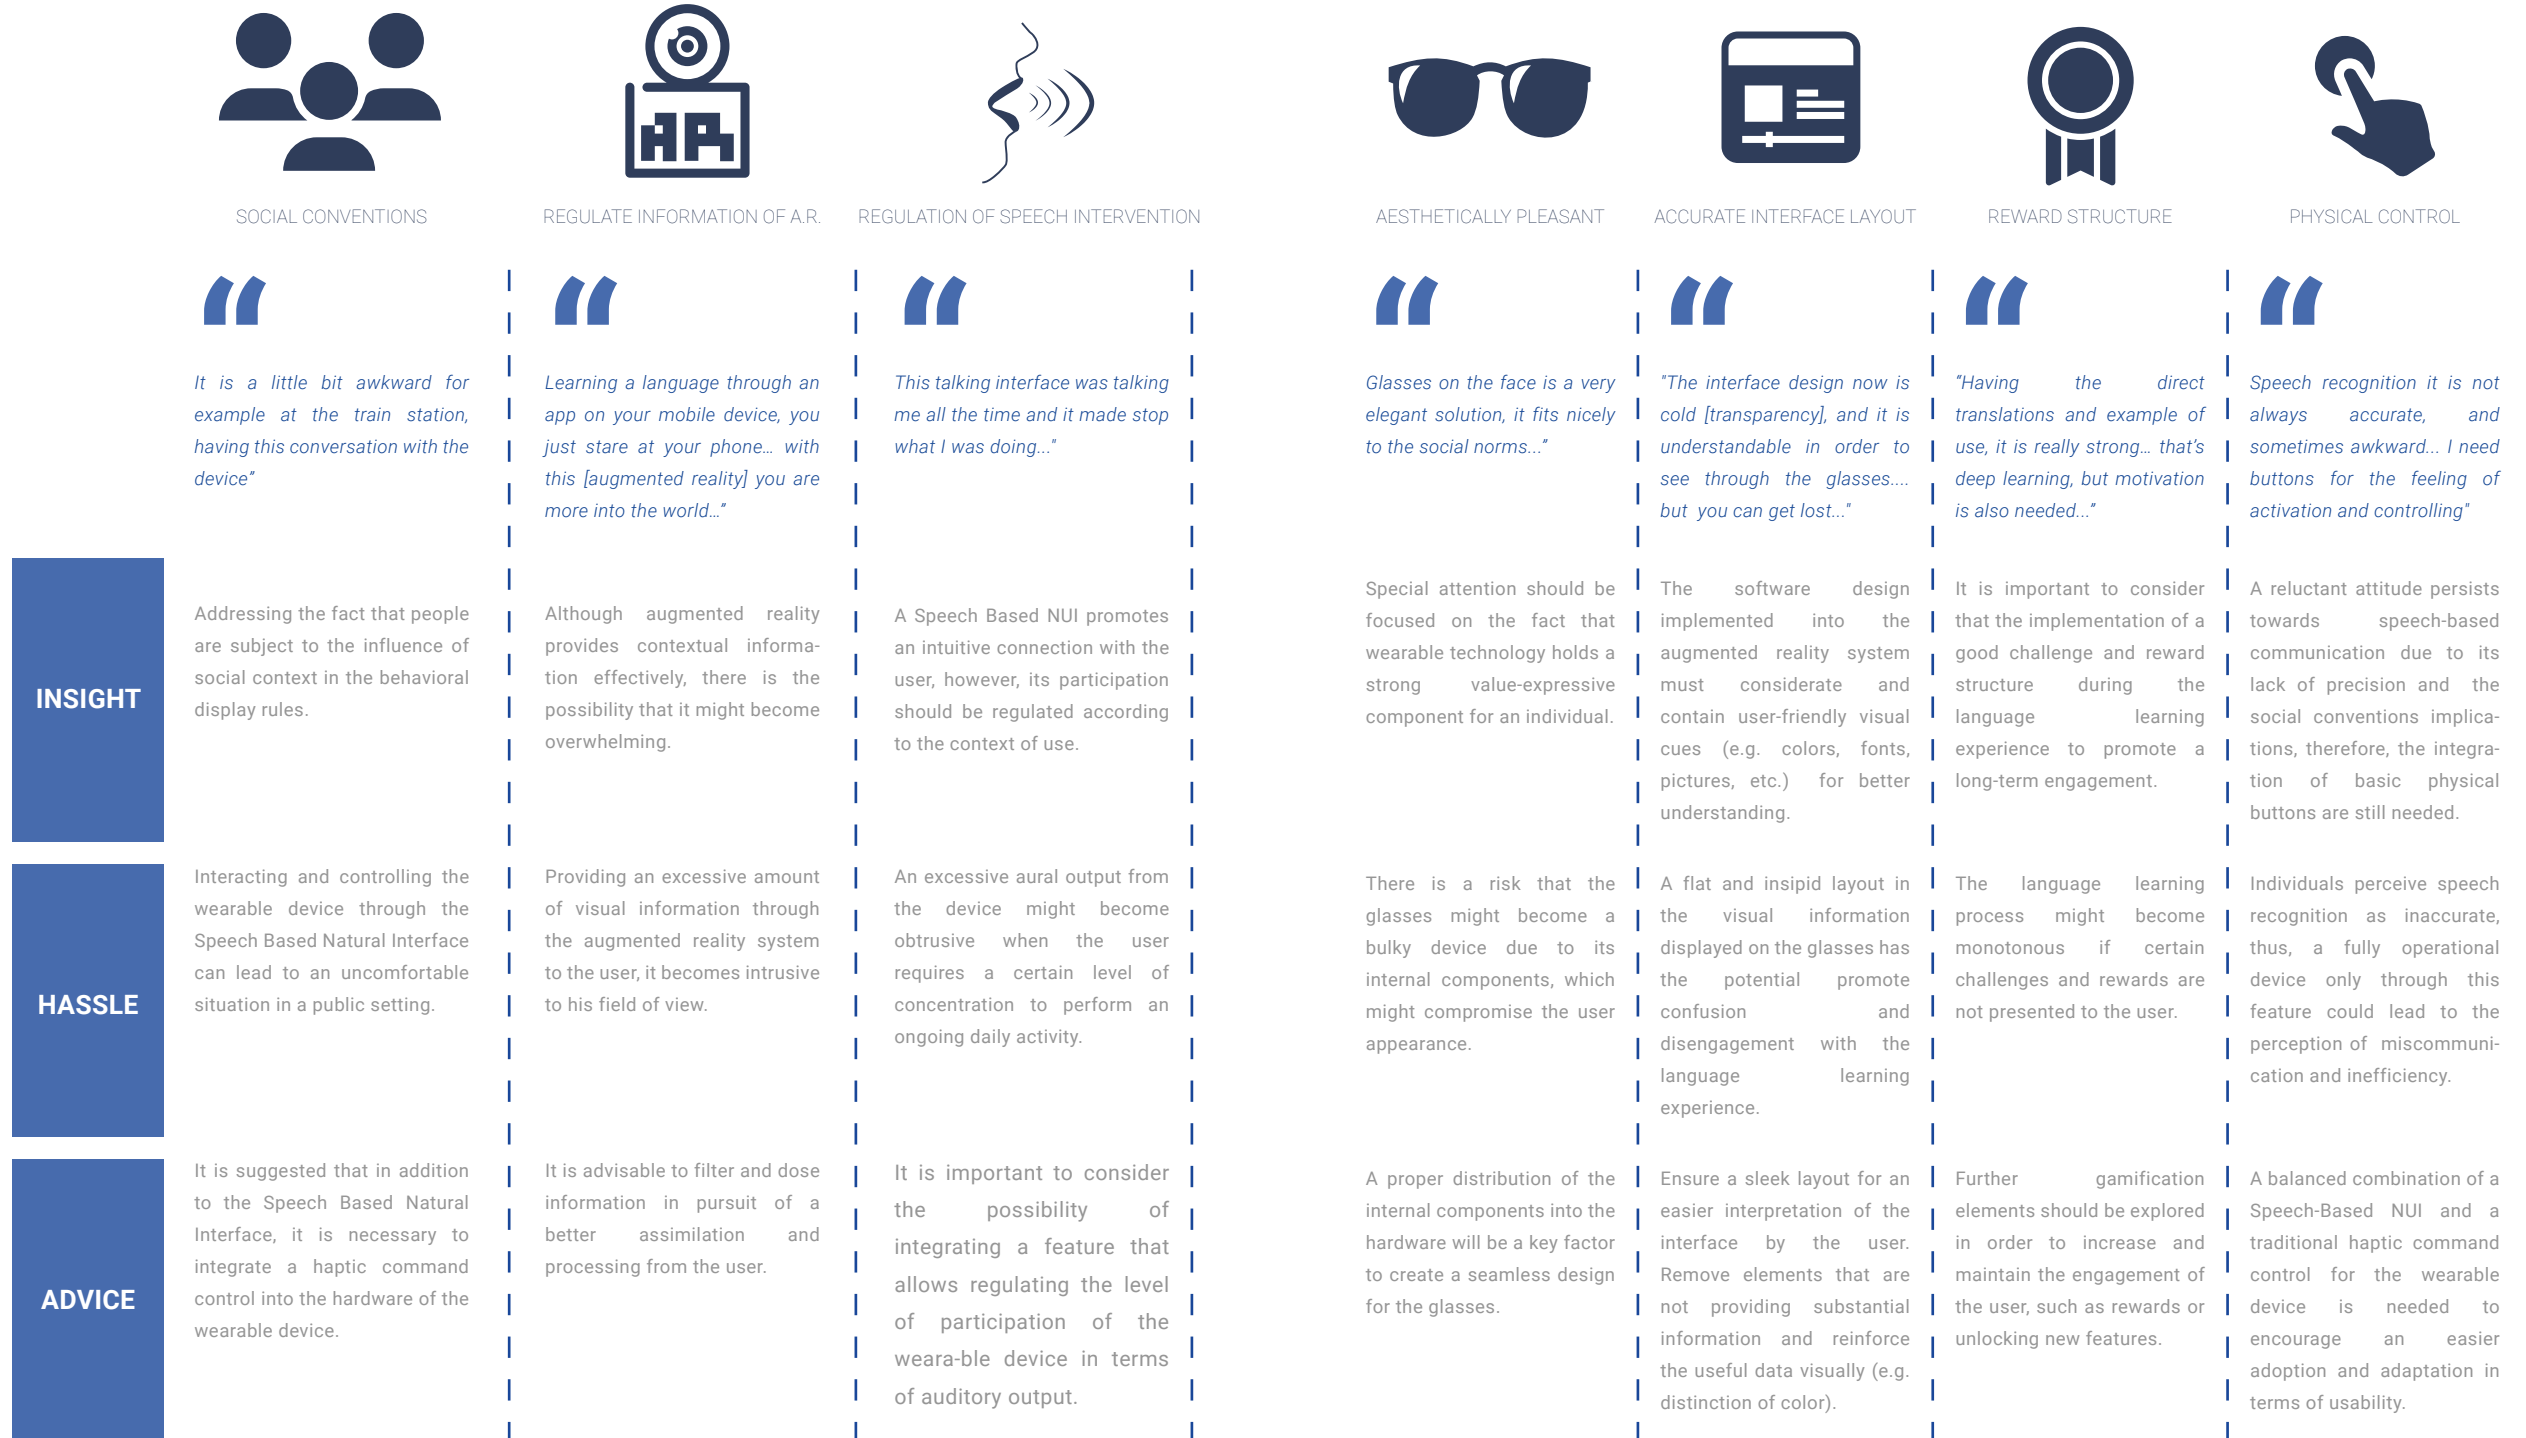 SOCIAL CONVENTIONS
REGULATE INFORMATION OF A.R.
REGULATION OF SPEECH INTERVENTION
AESTHETICALLY PLEASANT
ACCURATE INTERFACE LAYOUT
REWARD STRUCTURE
PHYSICAL CONTROL
AR
“
It is a little bit awkward for
example at the train station,
having this conversation with the
device”
“
Learning a language through an
app on your mobile device, you
just stare at your phone… with
this [augmented reality] you are
more into the world…”
“
This talking interface was talking
me all the time and it made stop
what I was doing..."
“
Glasses on the face is a very
elegant solution, it fits nicely
to the social norms...”
“
"The interface design now is
cold [transparency], and it is
understandable in order to
see through the glasses....
but you can get lost..."
“
“Having the direct
translations and example of
use, it is really strong… that’s
deep learning, but motivation
is also needed...”
“
Speech recognition it is not
always accurate, and
sometimes awkward... I need
buttons for the feeling of
activation and controlling"
INSIGHT
Addressing the fact that people
are subject to the influence of
social context in the behavioral
display rules.
Although augmented reality
provides contextual informa-
tion effectively, there is the
possibility that it might become
overwhelming.
A Speech Based NUI promotes
an intuitive connection with the
user, however, its participation
should be regulated according
to the context of use.
Special attention should be
focused on the fact that
wearable technology holds a
strong value-expressive
component for an individual.
The software design
implemented into the
augmented reality system
must considerate and
contain user-friendly visual
cues (e.g. colors, fonts,
pictures, etc.) for better
understanding.
It is important to consider
that the implementation of a
good challenge and reward
structure during the
language learning
experience to promote a
long-term engagement.
A reluctant attitude persists
towards speech-based
communication due to its
lack of precision and the
social conventions implica-
tions, therefore, the integra-
tion of basic physical
buttons are still needed.
HASSLE
Interacting and controlling the
wearable device through the
Speech Based Natural Interface
can lead to an uncomfortable
situation in a public setting.
Providing an excessive amount
of visual information through
the augmented reality system
to the user, it becomes intrusive
to his field of view.
An excessive aural output from
the device might become
obtrusive when the user
requires a certain level of
concentration to perform an
ongoing daily activity.
There is a risk that the
glasses might become a
bulky device due to its
internal components, which
might compromise the user
appearance.
A flat and insipid layout in
the visual information
displayed on the glasses has
the potential promote
confusion and
disengagement with the
language learning
experience.
The language learning
process might become
monotonous if certain
challenges and rewards are
not presented to the user.
Individuals perceive speech
recognition as inaccurate,
thus, a fully operational
device only through this
feature could lead to the
perception of miscommuni-
cation and inefficiency.
ADVICE
It is suggested that in addition
to the Speech Based Natural
Interface, it is necessary to
integrate a haptic command
control into the hardware of the
wearable device.
It is advisable to filter and dose
information in pursuit of a
better assimilation and
processing from the user.
It is important to consider
the possibility of
integrating a feature that
allows regulating the level
of participation of the
weara-ble device in terms
of auditory output.
A proper distribution of the
internal components into the
hardware will be a key factor
to create a seamless design
for the glasses.
Ensure a sleek layout for an
easier interpretation of the
interface by the user.
Remove elements that are
not providing substantial
information and reinforce
the useful data visually (e.g.
distinction of color).
Further gamification
elements should be explored
in order to increase and
maintain the engagement of
the user, such as rewards or
unlocking new features.
A balanced combination of a
Speech-Based NUI and a
traditional haptic command
control for the wearable
device is needed to
encourage an easier
adoption and adaptation in
terms of usability.